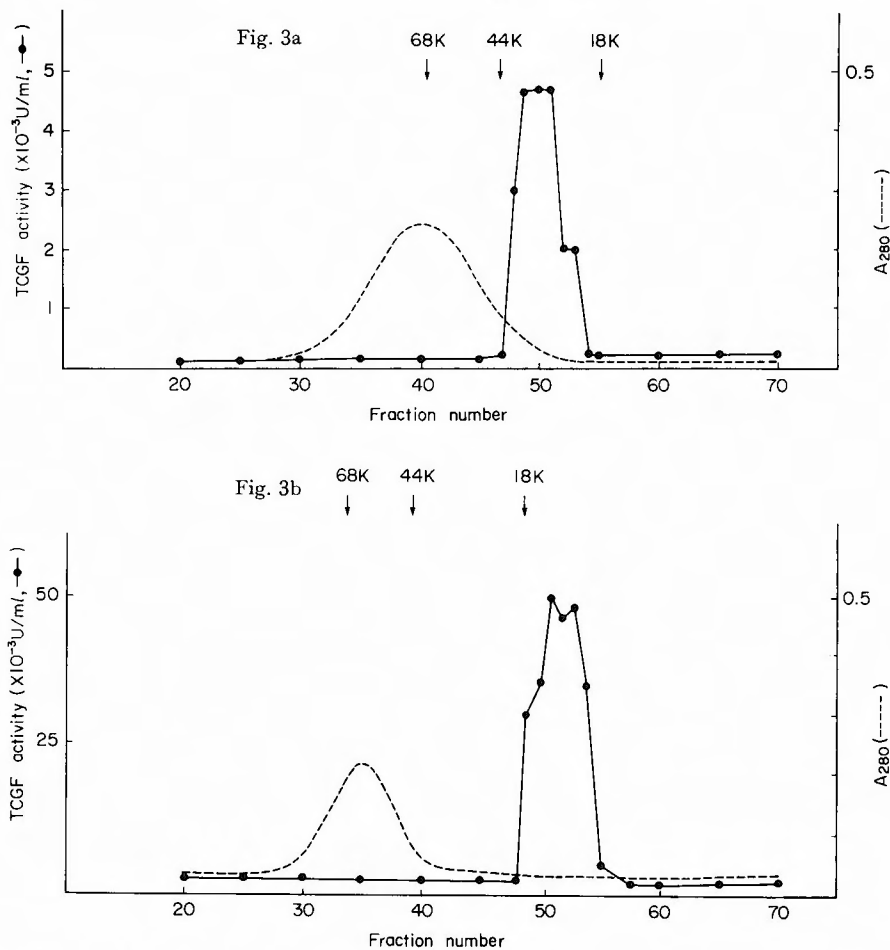 Fig. 3a
68K 44K 18K
5
4
3
2
1
0.5
TCGF activity (×10⁻³U/ml, —●—)
A280 (-----)
20 30 40 50 60 70
Fraction number
Fig. 3b
68K 44K 18K
50
25
0.5
TCGF activity (×10⁻³U/ml, —●—)
A280 (-----)
20 30 40 50 60 70
Fraction number